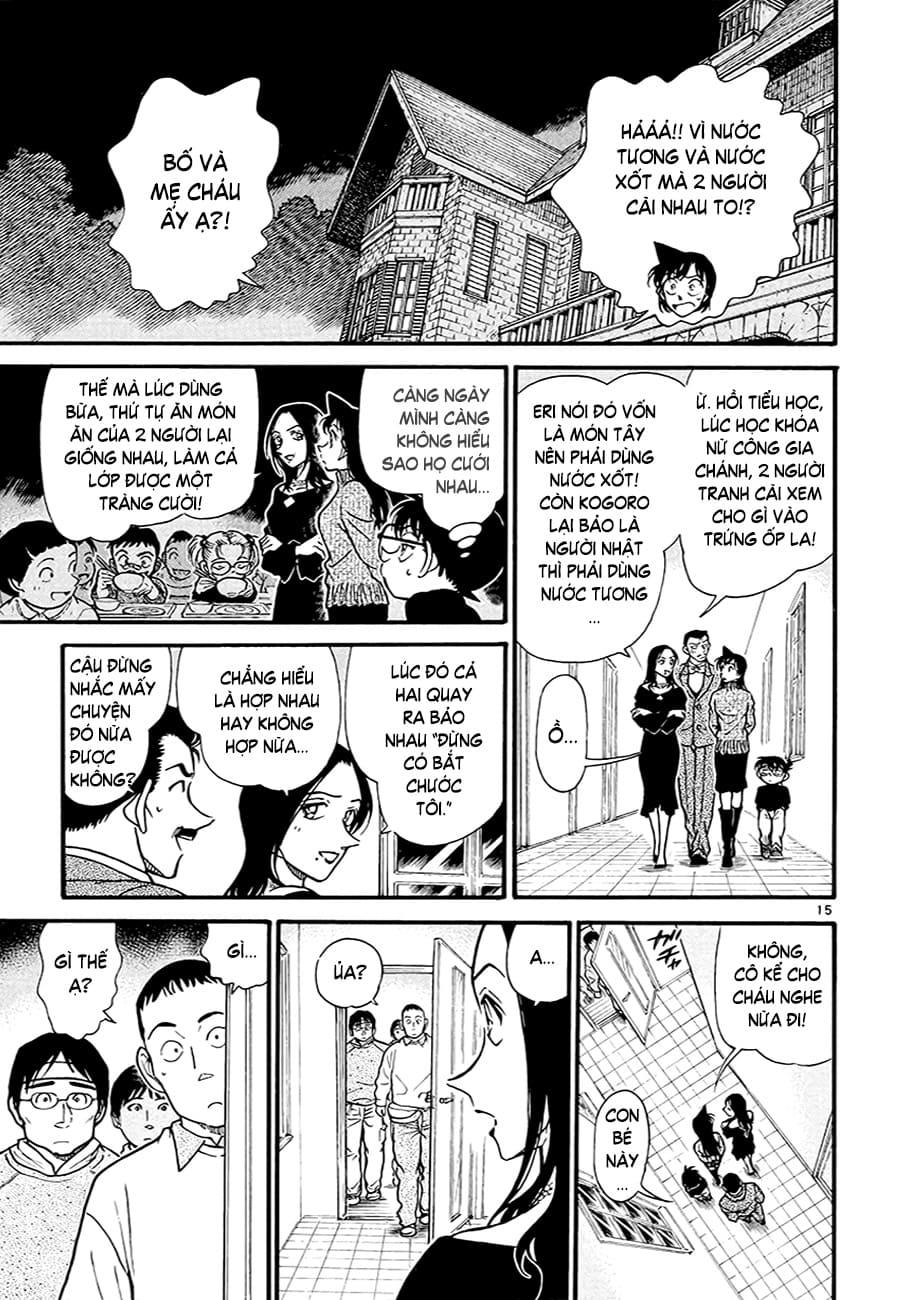 HẢẢẢ!! VÌ NƯỚC
TƯƠNG VÀ NƯỚC
XỐT MÀ 2 NGƯỜI
CẢI NHAU TO!?
BỐ VÀ
MẸ CHÁU
ẤY Ạ?!
Ừ. HỒI TIỂU HỌC,
LÚC HỌC KHÓA
NỮ CÔNG GIA
CHÁNH, 2 NGƯỜI
TRANH CẢI XEM
CHO GÌ VÀO
TRỨNG ỐP LA!
ERI NÓI ĐÓ VỐN
LÀ MÓN TÂY
NÊN PHẢI DÙNG
NƯỚC XỐT!
CÒN KOGORO
LẠI BẢO LÀ
NGƯỜI NHẬT
THÌ PHẢI DÙNG
NƯỚC TƯƠNG
...
Ồ...
CÀNG NGÀY
MÌNH CÀNG
KHÔNG HIỂU
SAO HỌ CƯỚI
NHAU...
THẾ MÀ LÚC DÙNG
BỮA, THỨ TỰ ĂN MÓN
ĂN CỦA 2 NGƯỜI LẠI
GIỐNG NHAU, LÀM CẢ
LỚP ĐƯỢC MỘT
TRÀNG CƯỜI!
LÚC ĐÓ CẢ
HAI QUAY
RA BẢO
NHAU "ĐỪNG
CÓ BẮT
CHƯỚC
TÔI."
CHẲNG HIỂU
LÀ HỢP NHAU
HAY KHÔNG
HỢP NỮA...
CẬU ĐỪNG
NHẮC MẤY
CHUYỆN
ĐÓ NỮA
ĐƯỢC
KHÔNG?
15
KHÔNG,
CÔ KỂ CHO
CHÁU NGHE
NỮA ĐI!
CON
BÉ NÀY
...
ガチャ
A...
ỦA?
GÌ...
GÌ THẾ
Ạ?